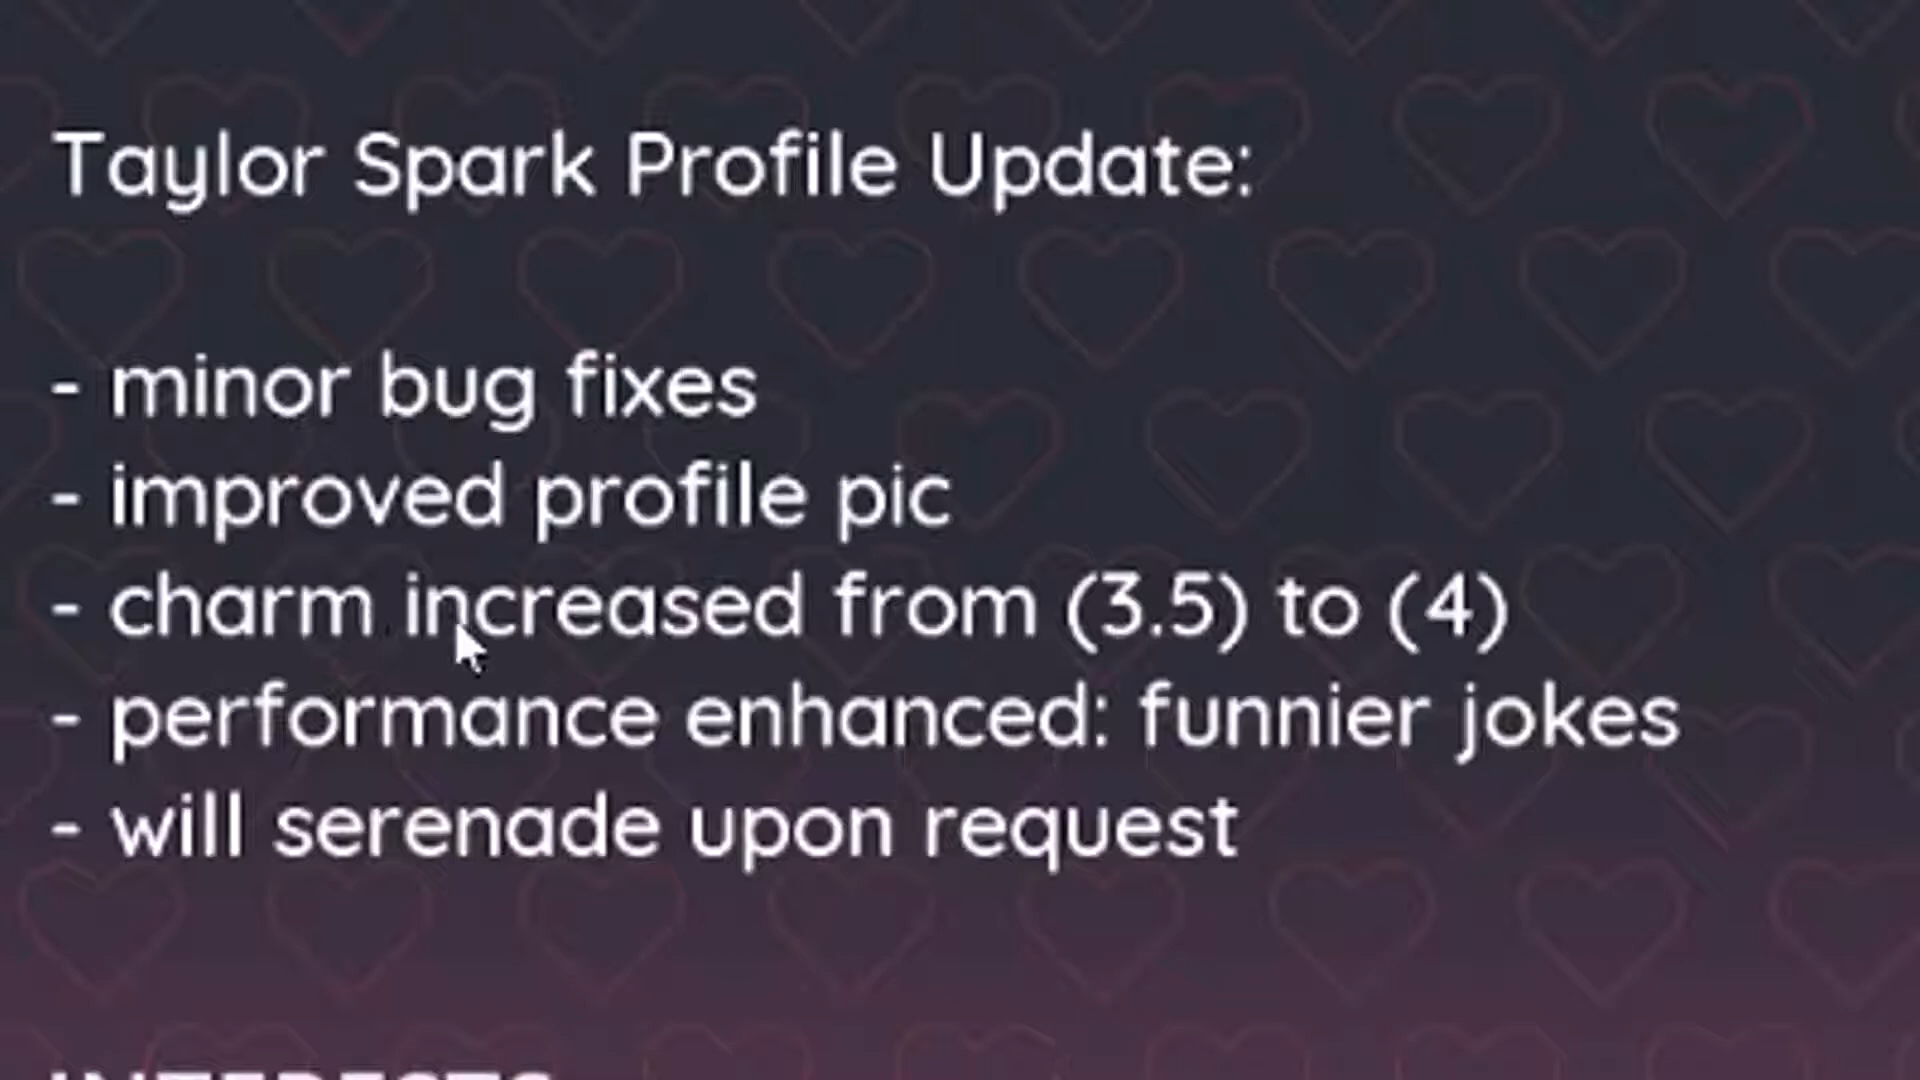 Taylor Spark Profile Update:
- minor bug fixes
- improved profile pic
- charm increased from (3.5) to (4)
- performance enhanced: funnier jokes
- will serenade upon request
INTERESTS